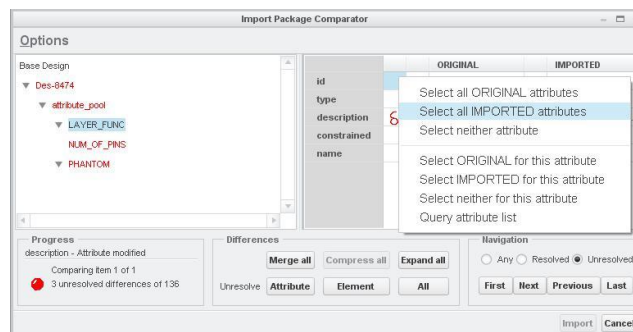 Import Package Comparator
Options
Base Design
Des-8474
attribute_pool
LAYER_FUNC
NUM_OF_PINS
PHANTOM
ORIGINAL IMPORTED
id
type
description
constrained
name
Select all ORIGINAL attributes
Select all IMPORTED attributes
Select neither attribute
Select ORIGINAL for this attribute
Select IMPORTED for this attribute
Select neither for this attribute
Query attribute list
Progress
description - Attribute modified
Comparing item 1 of 1
3 unresolved differences of 136
Differences
Merge all Compress all Expand all
Unresolve Attribute Element All
Navigation
Any Resolved Unresolved
First Next Previous Last
Import Cancel